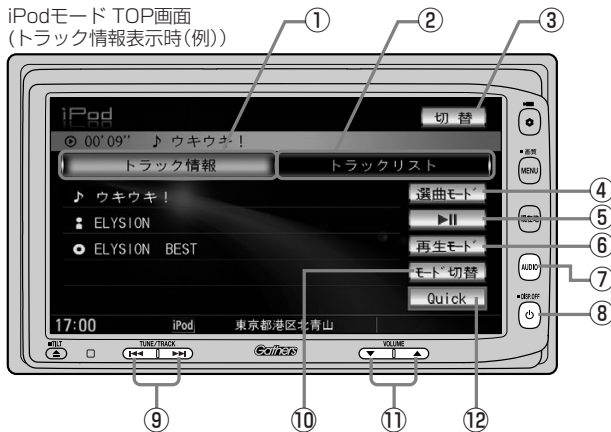 iPodモード TOP画面
(トラック情報表示時(例))
① ② ③
iPod 切 替
00'09" ♪ ウキウキ!
トラック情報 トラックリスト
♪ ウキウキ! 選曲モード ④
ELYSION ▶II ⑤
ELYSION BEST 再生モード ⑥
モード切替
Quick
17:00 iPod 東京都港区北青山
■画質
MENU
現在地
AUDIO ⑦
■DISP.OFF ⑧
■TILT TUNE/TRACK Gathers VOLUME
⑨ ⑩ ⑪ ⑫